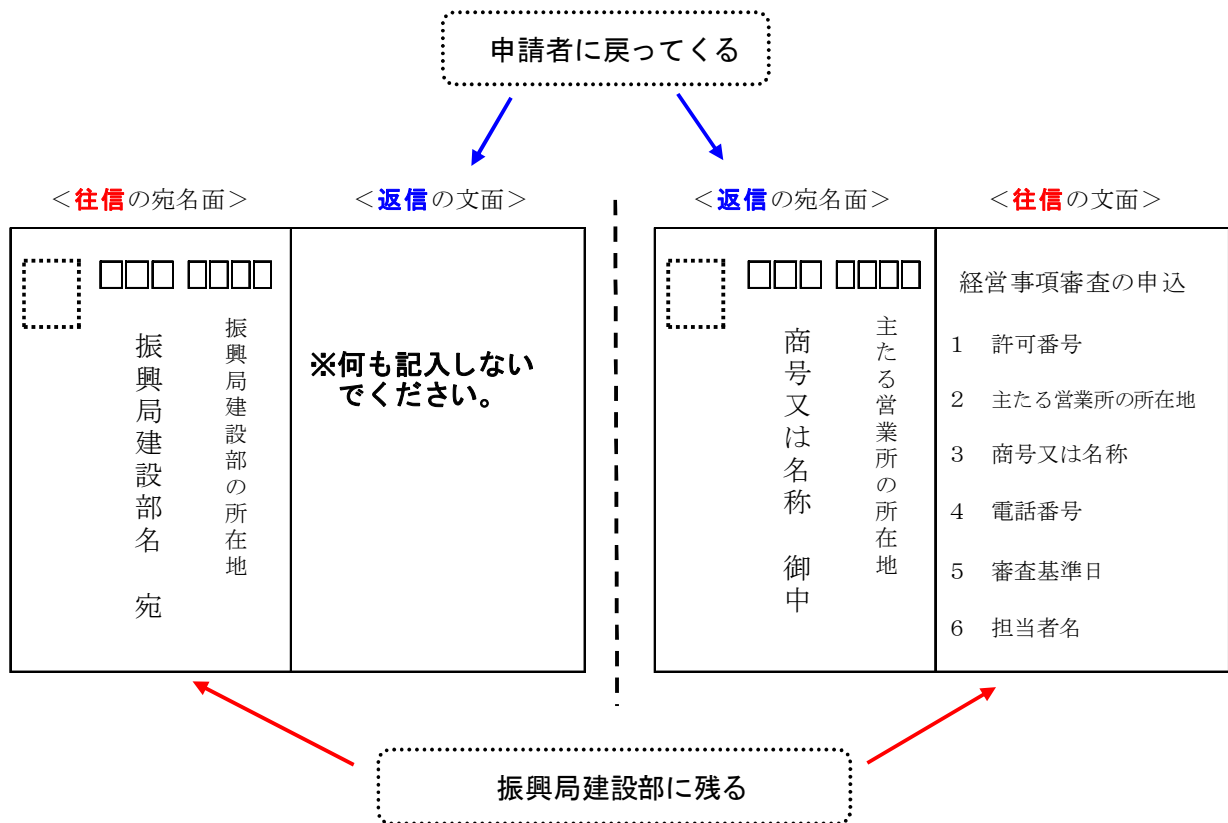 申請者に戻ってくる
＜往信の宛名面＞
＜返信の文面＞
＜返信の宛名面＞
＜往信の文面＞
振興局建設部の所在地
振興局建設部名　宛
※何も記入しない
でください。
主たる営業所の所在地
商号又は名称　御中
経営事項審査の申込
1　許可番号
2　主たる営業所の所在地
3　商号又は名称
4　電話番号
5　審査基準日
6　担当者名
振興局建設部に残る